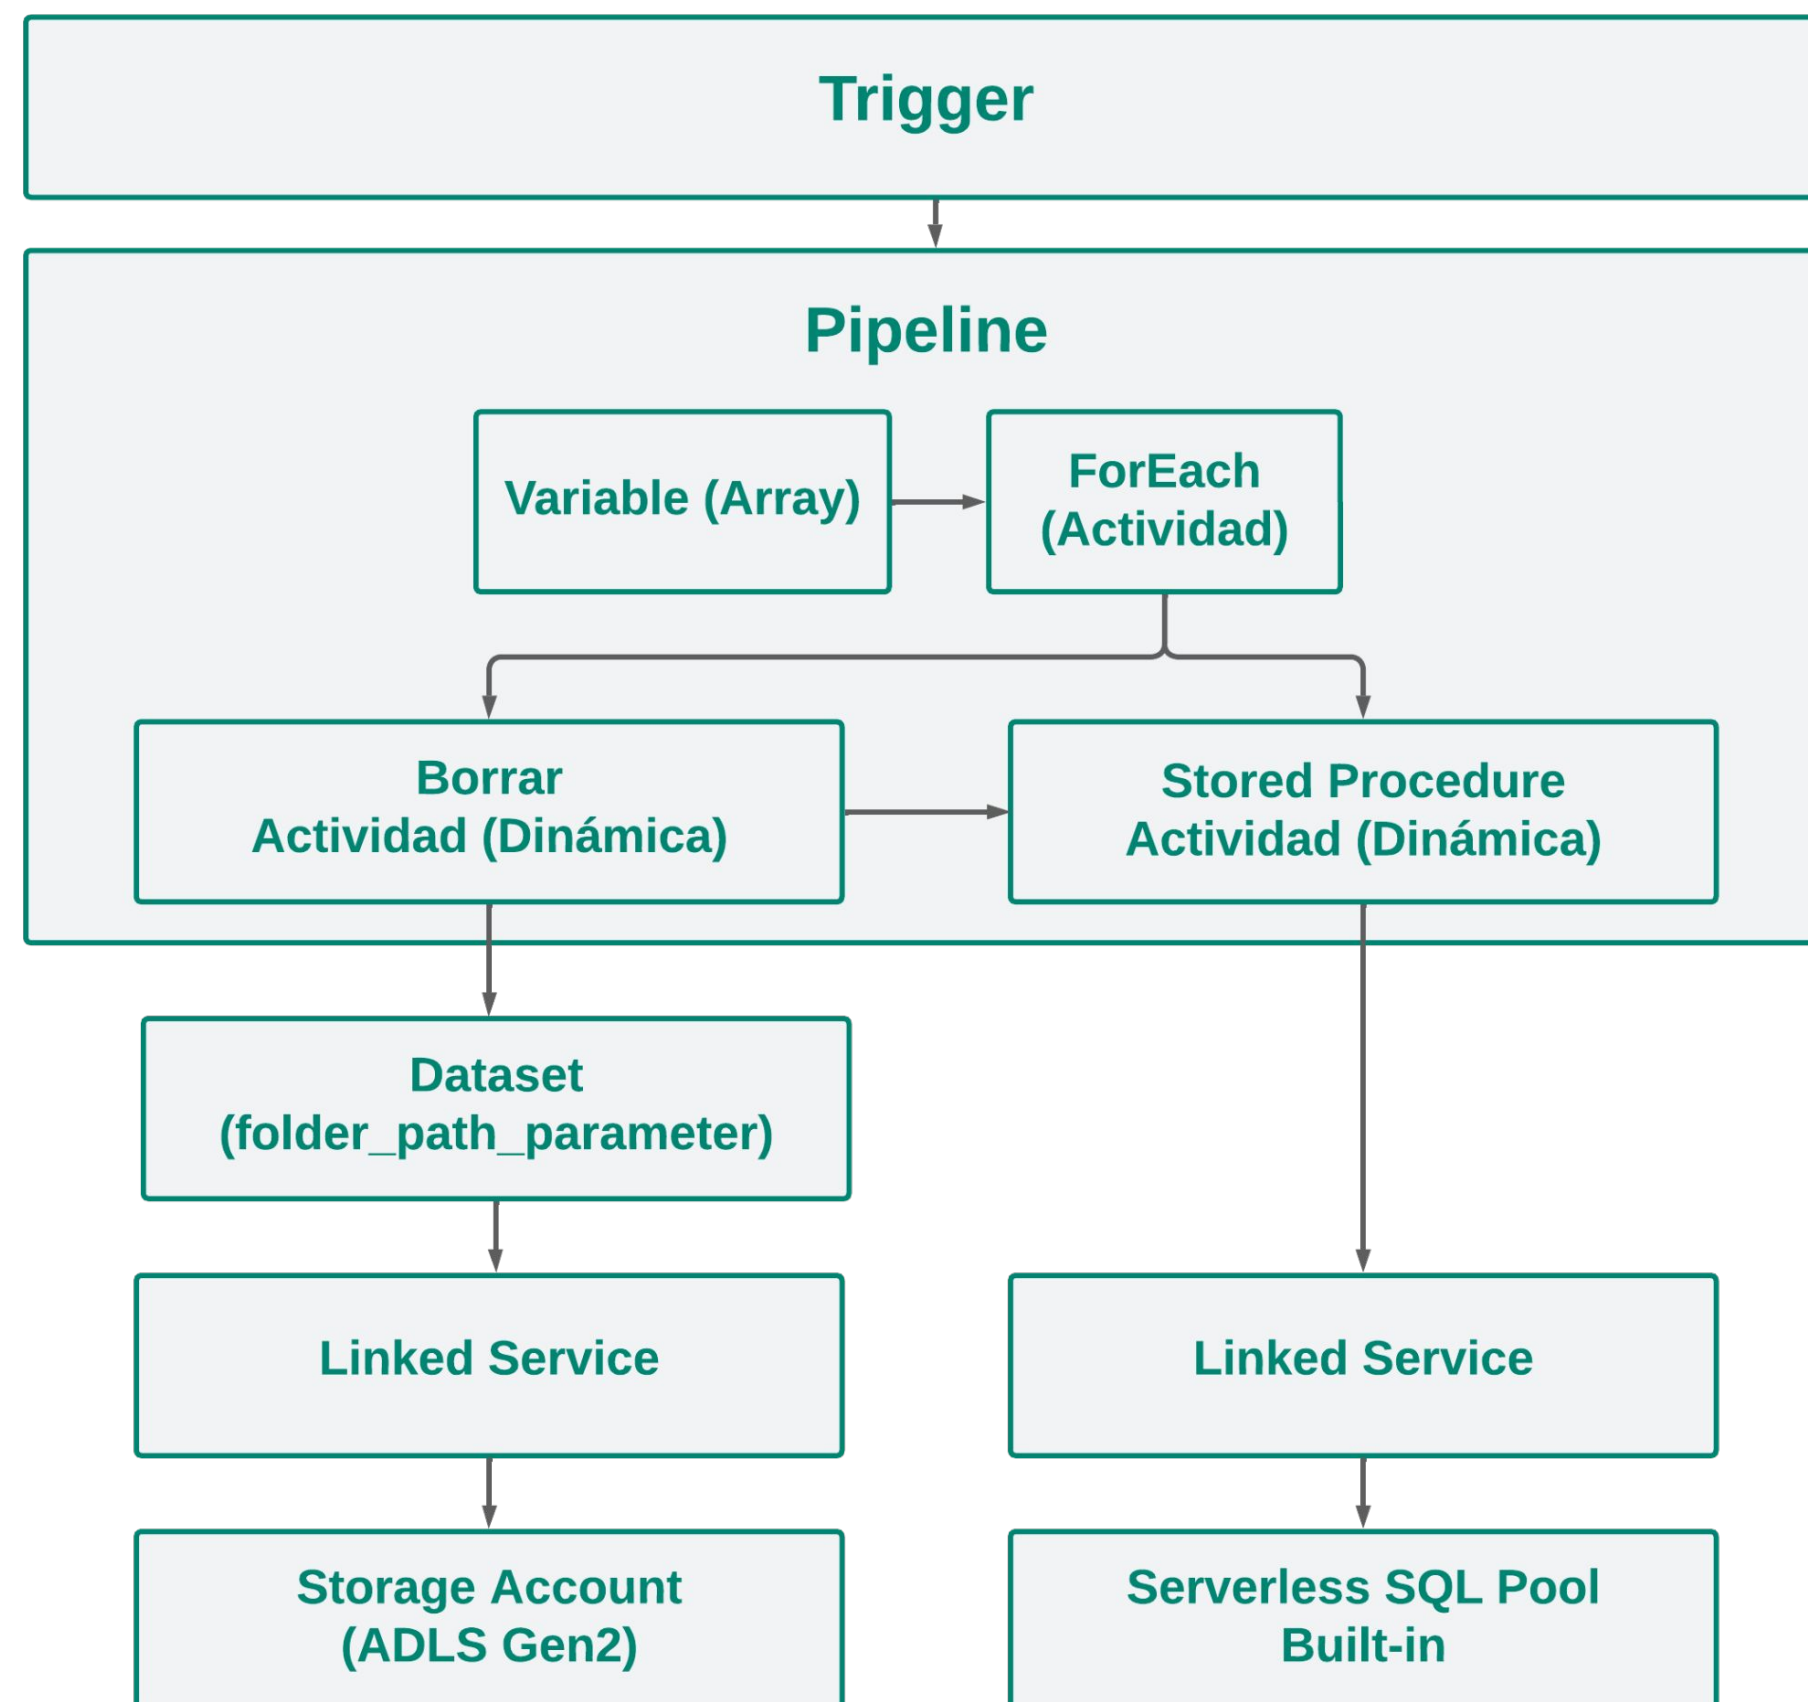 Trigger
Pipeline
Variable (Array)
ForEach
(Actividad)
Borrar
Actividad (Dinámica)
Stored Procedure
Actividad (Dinámica)
Dataset
(folder_path_parameter)
Linked Service
Linked Service
Storage Account
(ADLS Gen2)
Serverless SQL Pool
Built-in